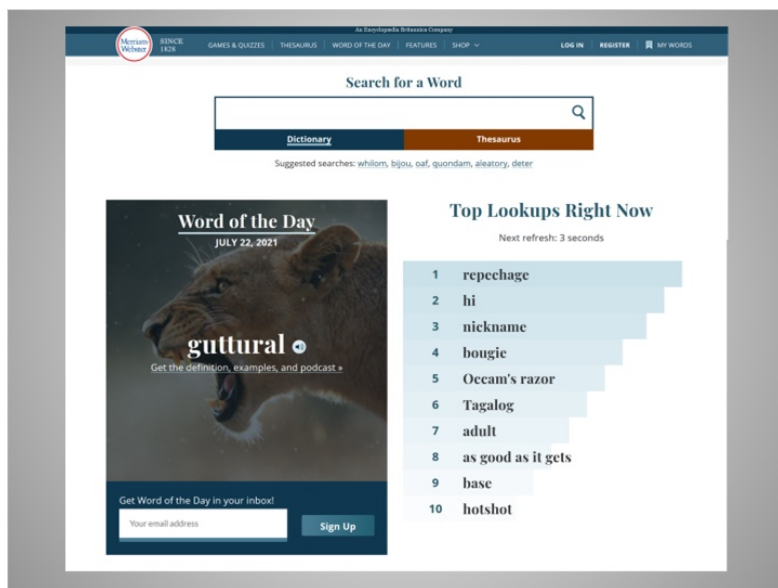 An Encyclopædia Britannica Company
Merriam-
Webster
SINCE
1828
GAMES & QUIZZES
THESAURUS
WORD OF THE DAY
FEATURES
SHOP
LOG IN
REGISTER
MY WORDS
Search for a Word
Dictionary
Thesaurus
Suggested searches: whilom, bijou, oaf, quondam, aleatory, deter
Word of the Day
JULY 22, 2021
guttural
Get the definition, examples, and podcast »
Get Word of the Day in your inbox!
Your email address
Sign Up
Top Lookups Right Now
Next refresh: 3 seconds
1 repechage
2 hi
3 nickname
4 bougie
5 Occam's razor
6 Tagalog
7 adult
8 as good as it gets
9 base
10 hotshot